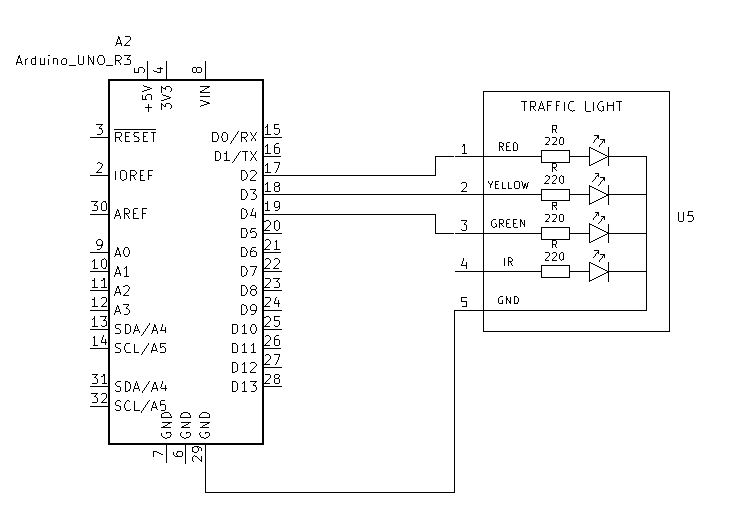 A2
Arduino_UNO_R3
5 4 8
+5V 3V3 VIN
3 RESET
2 IOREF
30 AREF
9 A0
10 A1
11 A2
12 A3
13 SDA/A4
14 SCL/A5
31 SDA/A4
32 SCL/A5
D0/RX 15
D1/TX 16
D2 17
D3 18
D4 19
D5 20
D6 21
D7 22
D8 23
D9 24
D10 25
D11 26
D12 27
D13 28
GND GND GND
7 6 29
TRAFFIC LIGHT
R
220
1 RED
R
220
2 YELLOW
R
220
3 GREEN
R
220
4 IR
5 GND
U5